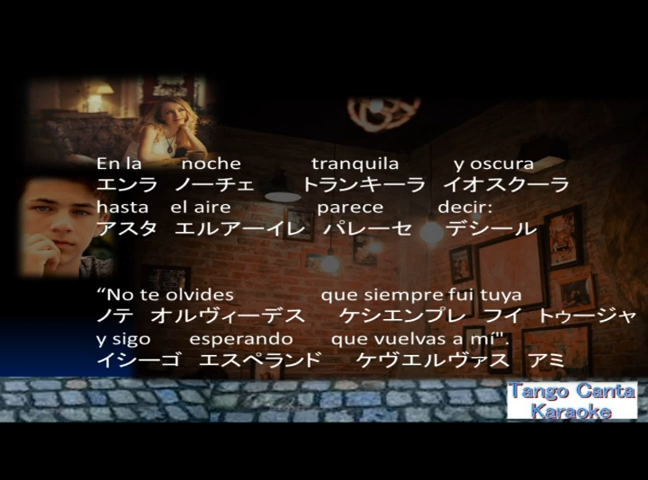 En la noche tranquila y oscura
エンラ ノーチェ トランキーラ イオスクーラ
hasta el aire parece decir:
アスタ エルアーイレ パレーセ デシール
“No te olvides que siempre fui tuya
ノテ オルヴィーデス ケシエンプレ フイ トゥージャ
y sigo esperando que vuelvas a mí".
イシーゴ エスペランド ケヴエルヴァス アミ
Tango Canta
Karaoke